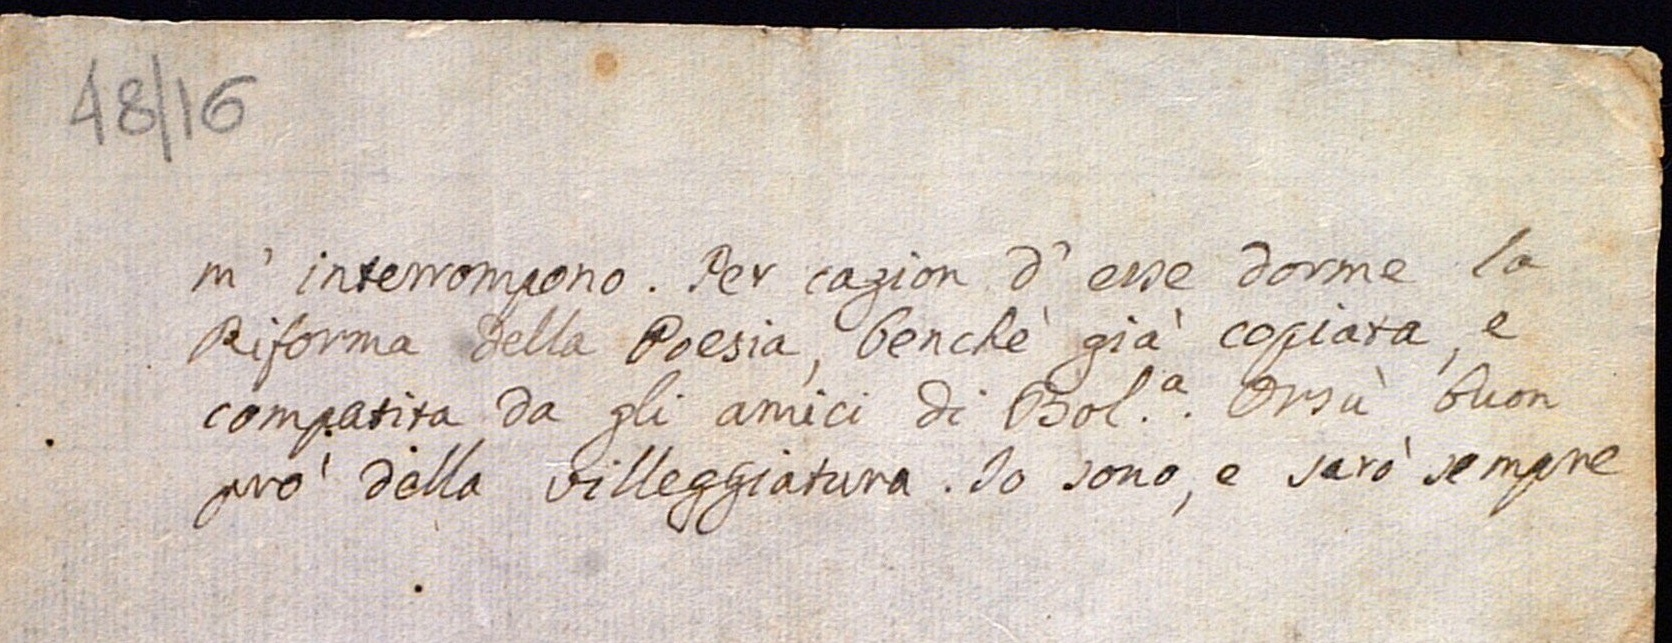 48/16
m' interrompono. Per cagion d' esse dorme la
Riforma della Poesia, benchè già copiata, e
compatita da gli amici di Bol.a. Orsù buon
prò della villeggiatura. Io sono, e sarò sempre